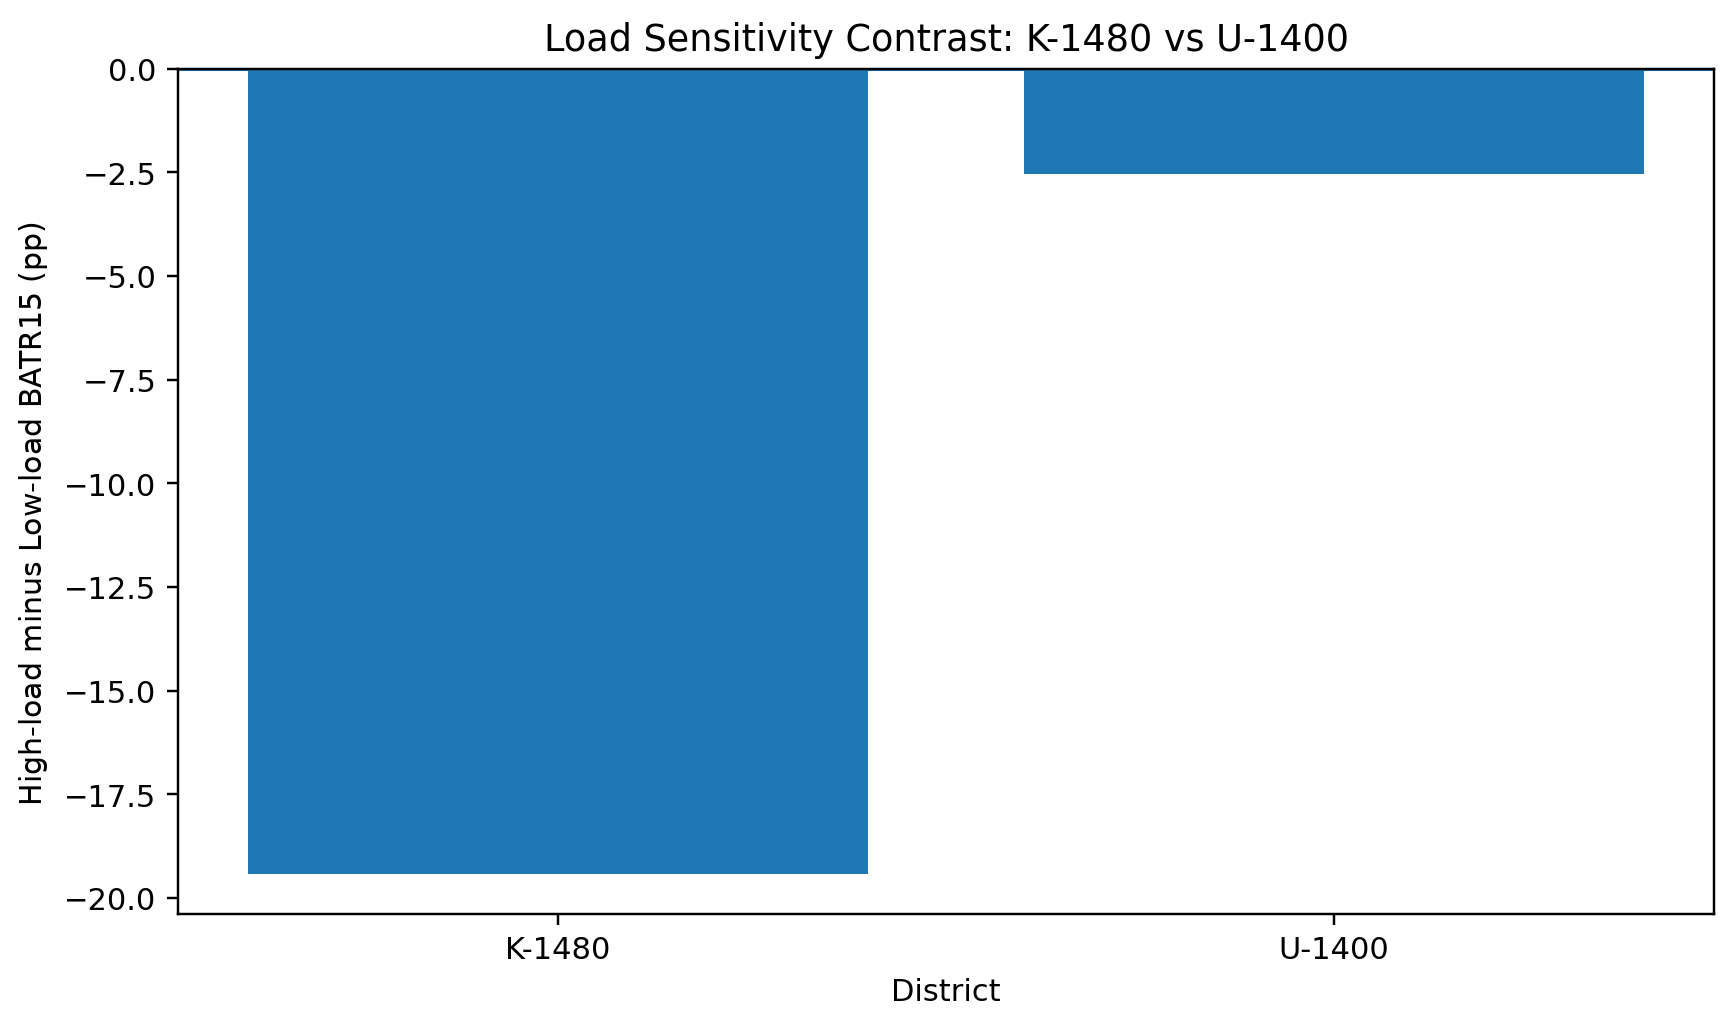 Load Sensitivity Contrast: K-1480 vs U-1400
High-load minus Low-load BATR15 (pp)
0.0
−2.5
−5.0
−7.5
−10.0
−12.5
−15.0
−17.5
−20.0
K-1480
U-1400
District